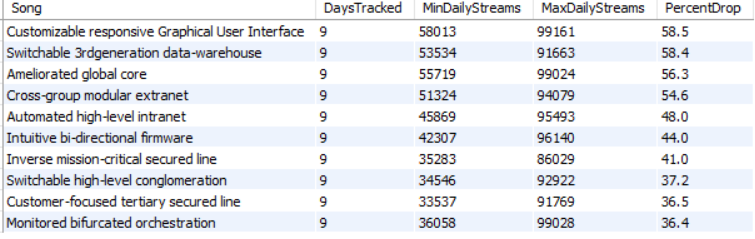 Song DaysTracked MinDailyStreams MaxDailyStreams PercentDrop
Customizable responsive Graphical User Interface 9 58013 99161 58.5
Switchable 3rdgeneration data-warehouse 9 53534 91663 58.4
Ameliorated global core 9 55719 99024 56.3
Cross-group modular extranet 9 51324 94079 54.6
Automated high-level intranet 9 45869 95493 48.0
Intuitive bi-directional firmware 9 42307 96140 44.0
Inverse mission-critical secured line 9 35283 86029 41.0
Switchable high-level conglomeration 9 34546 92922 37.2
Customer-focused tertiary secured line 9 33537 91769 36.5
Monitored bifurcated orchestration 9 36058 99028 36.4